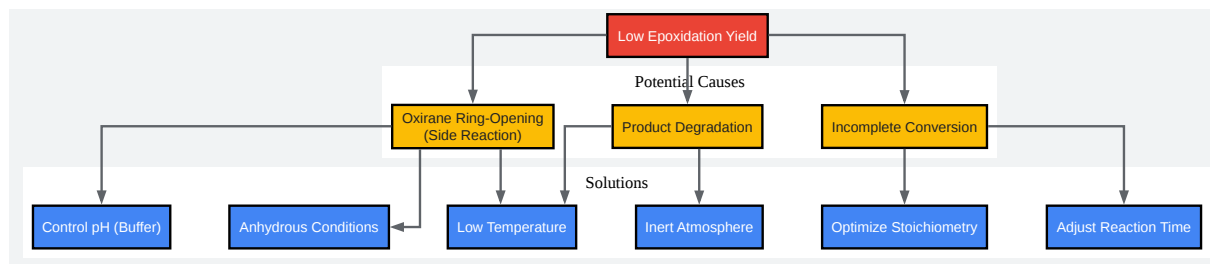 Low Epoxidation Yield
Potential Causes
Oxirane Ring-Opening
(Side Reaction)
Product Degradation
Incomplete Conversion
Solutions
Control pH (Buffer)
Anhydrous Conditions
Low Temperature
Inert Atmosphere
Optimize Stoichiometry
Adjust Reaction Time